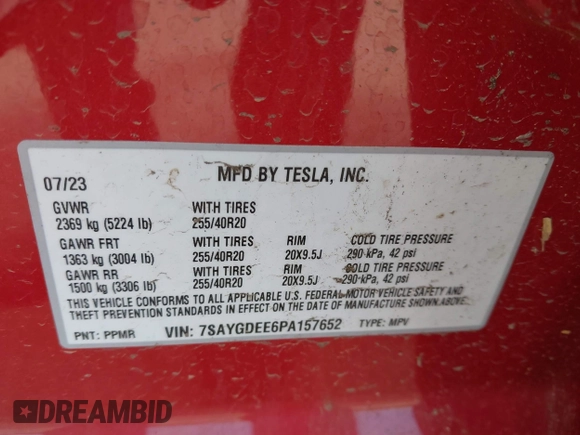 07/23 MFD BY TESLA, INC.
GVWR WITH TIRES
2369 kg (5224 lb) 255/40R20
GAWR FRT WITH TIRES RIM COLD TIRE PRESSURE
1363 kg (3004 lb) 255/40R20 20X9.5J 290 kPa, 42 psi
GAWR RR WITH TIRES RIM COLD TIRE PRESSURE
1500 kg (3306 lb) 255/40R20 20X9.5J 290 kPa, 42 psi
THIS VEHICLE CONFORMS TO ALL APPLICABLE U.S. FEDERAL MOTOR VEHICLE SAFETY AND
THEFT PREVENTION STANDARDS IN EFFECT ON THE DATE OF MANUFACTURE SHOWN ABOVE.
PNT: PPMR VIN: 7SAYGDEE6PA157652 TYPE: MPV
DREAMBID